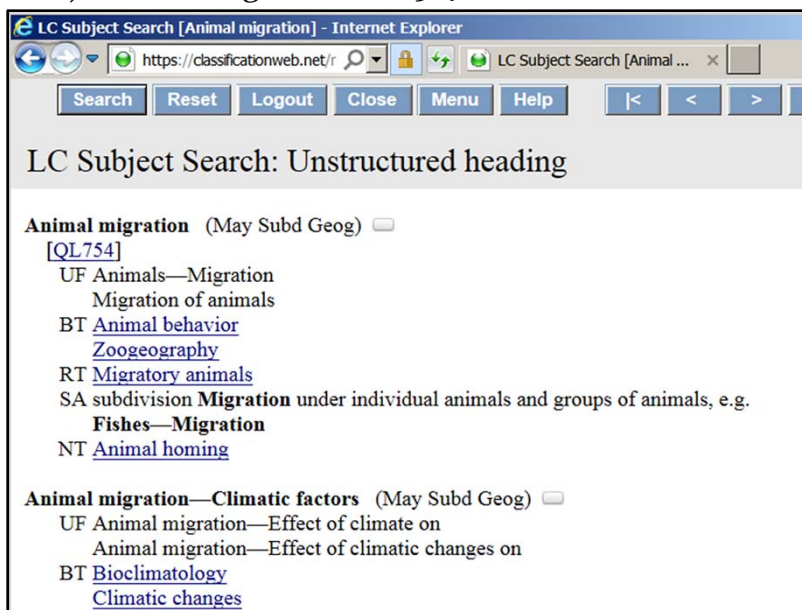 LC Subject Search [Animal migration] - Internet Explorer
https://classificationweb.net/r
LC Subject Search [Animal ...
Search Reset Logout Close Menu Help |< < >
LC Subject Search: Unstructured heading
Animal migration (May Subd Geog)
[QL754]
UF Animals—Migration
Migration of animals
BT Animal behavior
Zoogeography
RT Migratory animals
SA subdivision Migration under individual animals and groups of animals, e.g.
Fishes—Migration
NT Animal homing
Animal migration—Climatic factors (May Subd Geog)
UF Animal migration—Effect of climate on
Animal migration—Effect of climatic changes on
BT Bioclimatology
Climatic changes